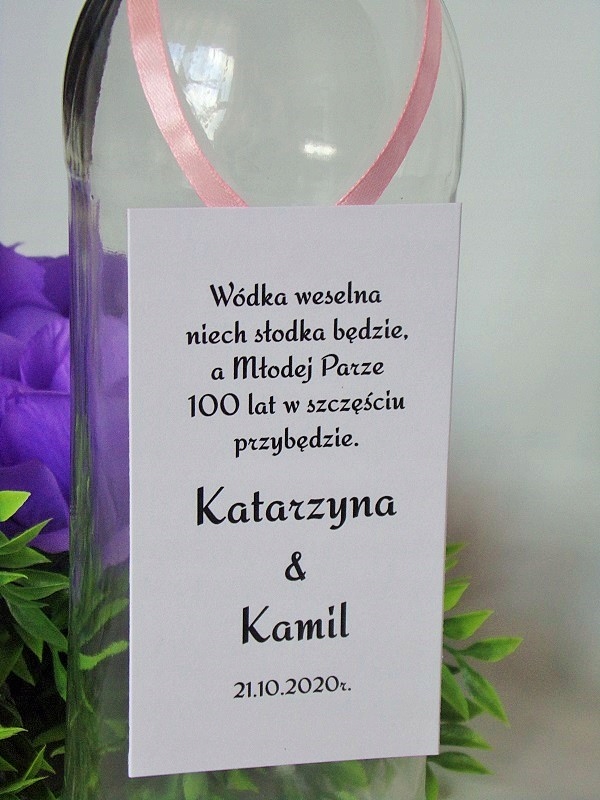 Wódka weselna
niech słodka będzie,
a Młodej Parze
100 lat w szczęściu
przybędzie.
Katarzyna
&
Kamil
21.10.2020r.